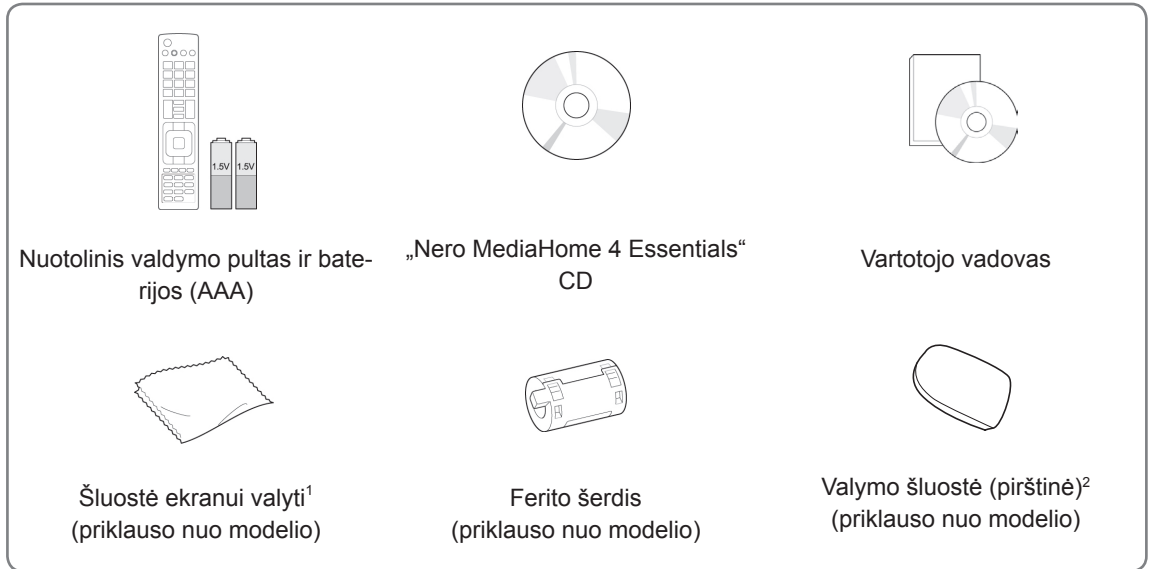 1.5V 1.5V
Nuotolinis valdymo pultas ir bate-
rijos (AAA)
„Nero MediaHome 4 Essentials“
CD
Vartotojo vadovas
Šluostė ekranui valyti1
(priklauso nuo modelio)
Ferito šerdis
(priklauso nuo modelio)
Valymo šluostė (pirštinė)2
(priklauso nuo modelio)